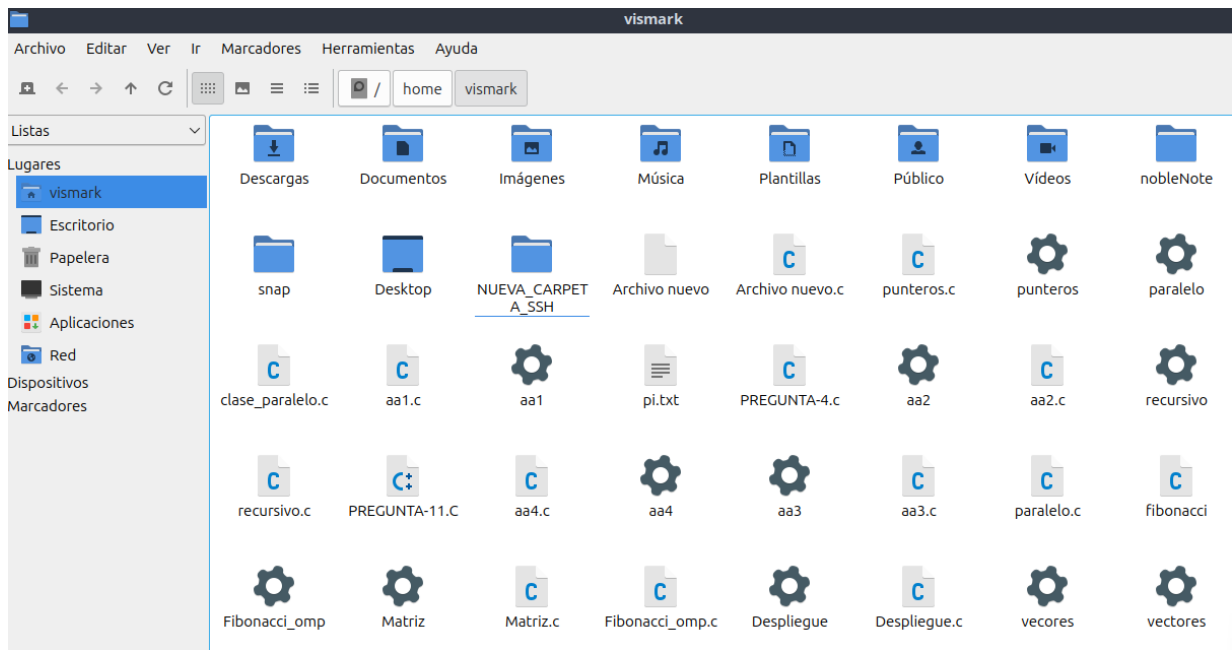 vismark
Archivo Editar Ver Ir Marcadores Herramientas Ayuda
/ home vismark
Listas
Lugares
vismark
Escritorio
Papelera
Sistema
Aplicaciones
Red
Dispositivos
Marcadores
Descargas Documentos Imágenes Música Plantillas Público Vídeos nobleNote
snap Desktop NUEVA_CARPET Archivo nuevo Archivo nuevo.c punteros.c punteros paralelo
A_SSH
clase_paralelo.c aa1.c aa1 pi.txt PREGUNTA-4.c aa2 aa2.c recursivo
recursivo.c PREGUNTA-11.C aa4.c aa4 aa3 aa3.c paralelo.c fibonacci
Fibonacci_omp Matriz Matriz.c Fibonacci_omp.c Despliegue Despliegue.c vecores vectores